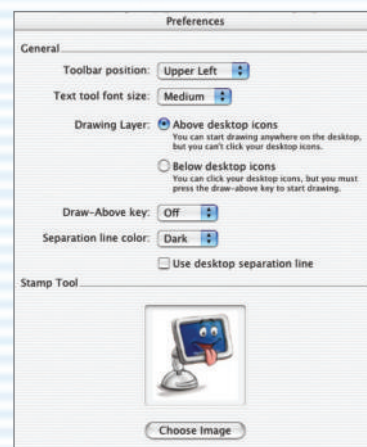 Preferences
General
Toolbar position: Upper Left
Text tool font size: Medium
Drawing Layer: Above desktop icons
You can start drawing anywhere on the desktop,
but you can't click your desktop icons.
Below desktop icons
You can click your desktop icons, but you must
press the draw-above key to start drawing.
Draw-Above key: Off
Separation line color: Dark
Use desktop separation line
Stamp Tool
Choose Image